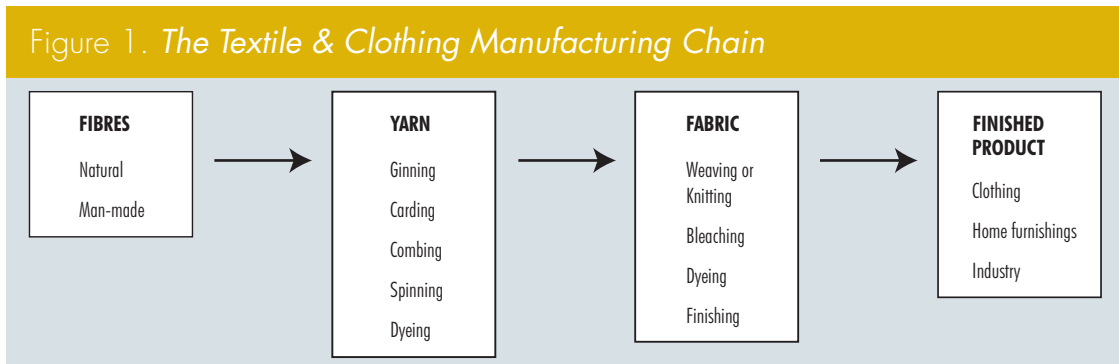 Figure 1. The Textile & Clothing Manufacturing Chain
FIBRES
Natural
Man-made
YARN
Ginning
Carding
Combing
Spinning
Dyeing
FABRIC
Weaving or
Knitting
Bleaching
Dyeing
Finishing
FINISHED
PRODUCT
Clothing
Home furnishings
Industry